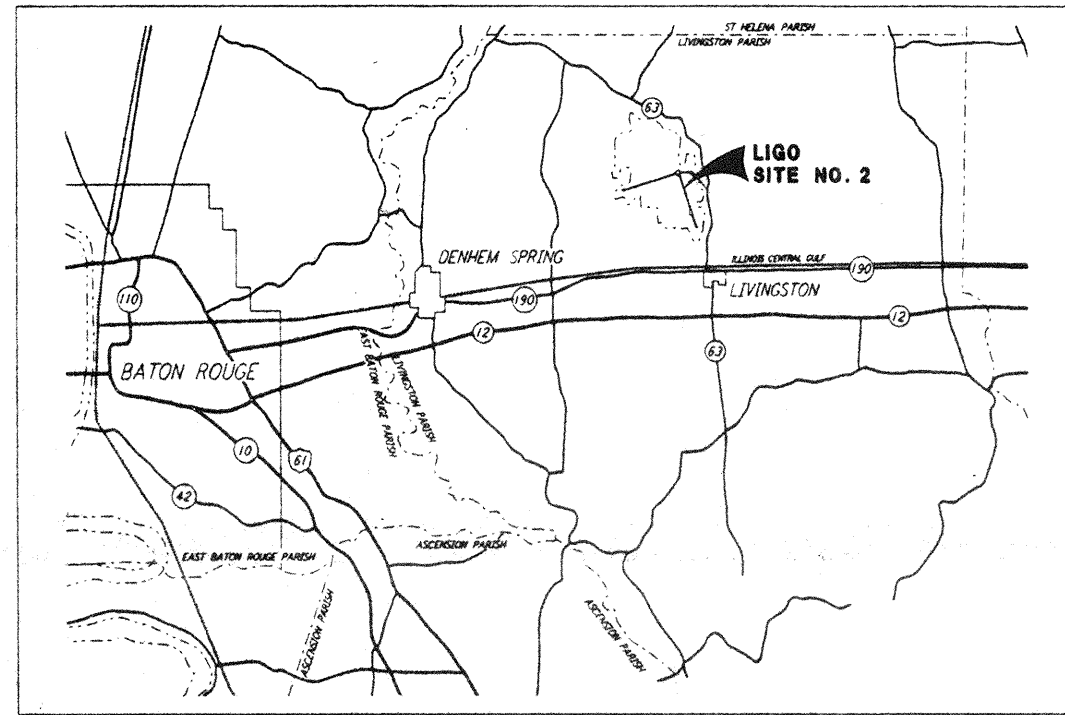 ST HELENA PARISH
LIVINGSTON PARISH
63
LIGO
SITE NO. 2
DENHEM SPRING
ILLINOIS CENTRAL GULF
190
LIVINGSTON
110
190
12
12
63
BATON ROUGE
EAST BATON ROUGE PARISH
LIVINGSTON PARISH
10
61
42
EAST BATON ROUGE PARISH
ASCENSION PARISH
ASCENSION PARISH
ASCENSION PARISH